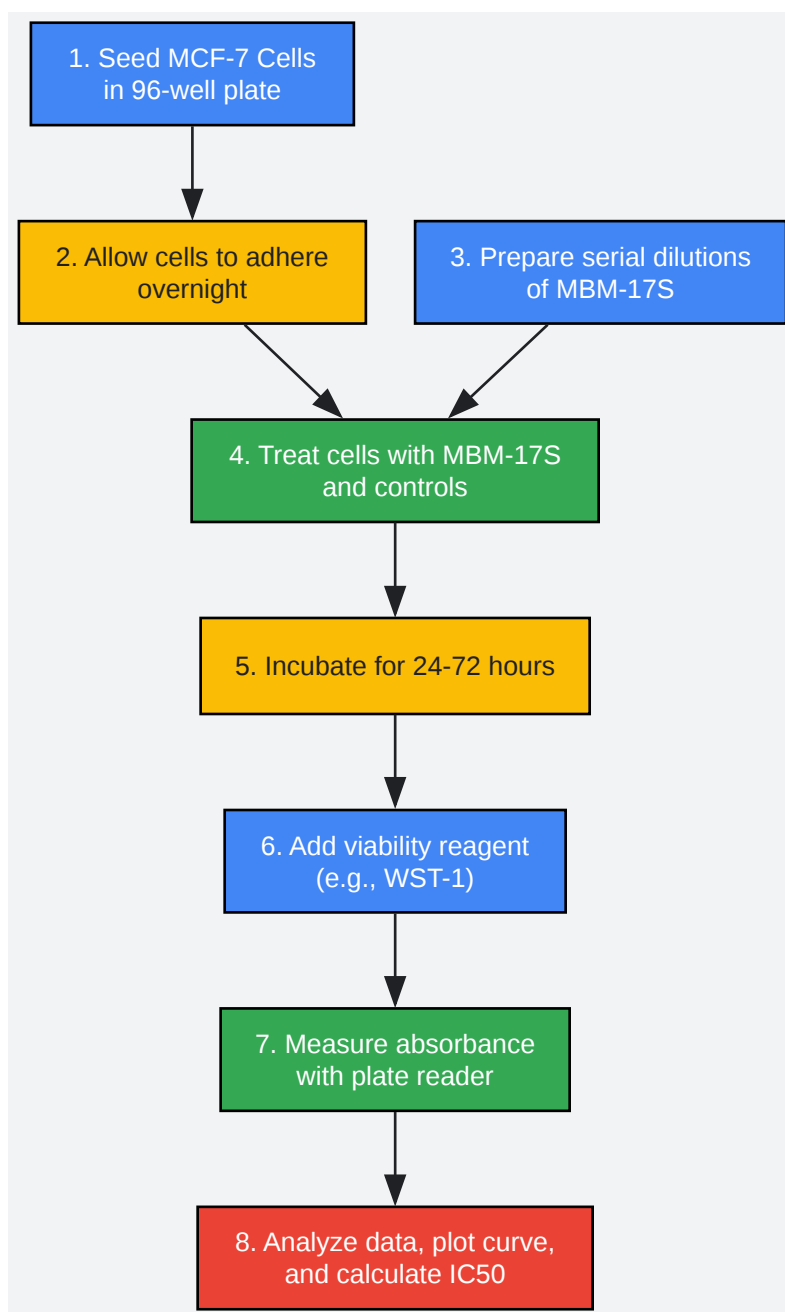 1. Seed MCF-7 Cells
in 96-well plate
2. Allow cells to adhere
overnight
3. Prepare serial dilutions
of MBM-17S
4. Treat cells with MBM-17S
and controls
5. Incubate for 24-72 hours
6. Add viability reagent
(e.g., WST-1)
7. Measure absorbance
with plate reader
8. Analyze data, plot curve,
and calculate IC50